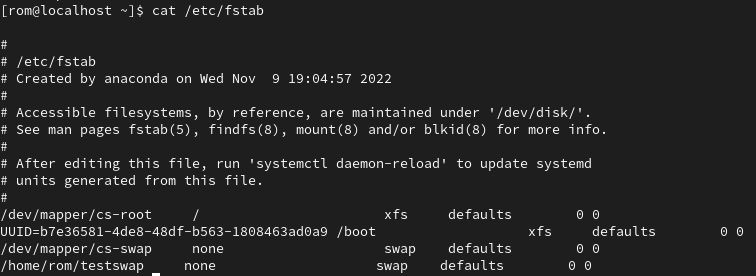 [rom@localhost ~]$ cat /etc/fstab
#
# /etc/fstab
# Created by anaconda on Wed Nov  9 19:04:57 2022
#
# Accessible filesystems, by reference, are maintained under '/dev/disk/'.
# See man pages fstab(5), findfs(8), mount(8) and/or blkid(8) for more info.
#
# After editing this file, run 'systemctl daemon-reload' to update systemd
# units generated from this file.
#
/dev/mapper/cs-root     /                       xfs     defaults        0 0
UUID=b7e36581-4de8-48df-b563-1808463ad0a9 /boot                   xfs     defaults        0 0
/dev/mapper/cs-swap     none                    swap    defaults        0 0
/home/rom/testswap     none                    swap    defaults        0 0